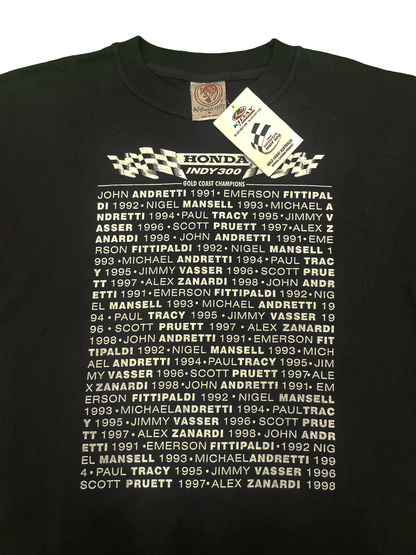 HONDA
INDY300
GOLD COAST CHAMPIONS
JOHN ANDRETTI 1991 • EMERSON FITTIPAL
DI 1992 • NIGEL MANSELL 1993 • MICHAEL A
NDRETTI 1994 • PAUL TRACY 1995 • JIMMY V
ASSER 1996 • SCOTT PRUETT 1997 • ALEX Z
ANARDI 1998 • JOHN ANDRETTI 1991 • EME
RSON FITTIPALDI 1992 • NIGEL MANSELL 1
993 • MICHAEL ANDRETTI 1994 • PAUL TRAC
Y 1995 • JIMMY VASSER 1996 • SCOTT PRUE
TT 1997 • ALEX ZANARDI 1998 • JOHN ANDR
ETTI 1991 • EMERSON FITTIPALDI 1992 • NIG
EL MANSELL 1993 • MICHAEL ANDRETTI 19
94 • PAUL TRACY 1995 • JIMMY VASSER 19
96 • SCOTT PRUETT 1997 • ALEX ZANARDI
1998 • JOHN ANDRETTI 1991 • EMERSON FIT
TIPALDI 1992 • NIGEL MANSELL 1993 • MICH
AEL ANDRETTI 1994 • PAUL TRACY 1995 • JIM
MY VASSER 1996 • SCOTT PRUETT 1997 • ALE
X ZANARDI 1998 • JOHN ANDRETTI 1991 • EM
ERSON FITTIPALDI 1992 • NIGEL MANSELL
1993 • MICHAEL ANDRETTI 1994 • PAUL TRAC
Y 1995 • JIMMY VASSER 1996 • SCOTT PRUE
TT 1997 • ALEX ZANARDI 1998 • JOHN ANDR
ETTI 1991 • EMERSON FITTIPALDI 1992 • NIG
EL MANSELL 1993 • MICHAEL ANDRETTI 199
4 • PAUL TRACY 1995 • JIMMY VASSER 1996
SCOTT PRUETT 1997 • ALEX ZANARDI 1998